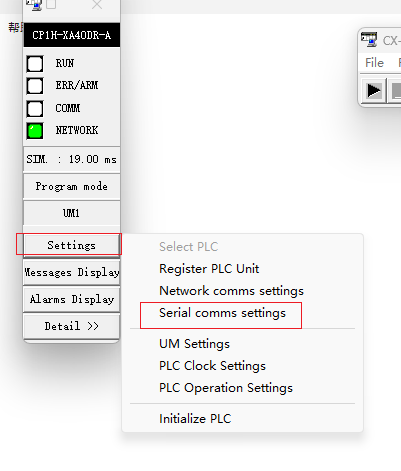 CP1H-XA40DR-A
RUN
ERR/ARM
COMM
NETWORK
SIM. : 19.00 ms
Program mode
UM1
Settings
Messages Display
Alarms Display
Detail >>
Select PLC
Register PLC Unit
Network comms settings
Serial comms settings
UM Settings
PLC Clock Settings
PLC Operation Settings
Initialize PLC
CX-
File